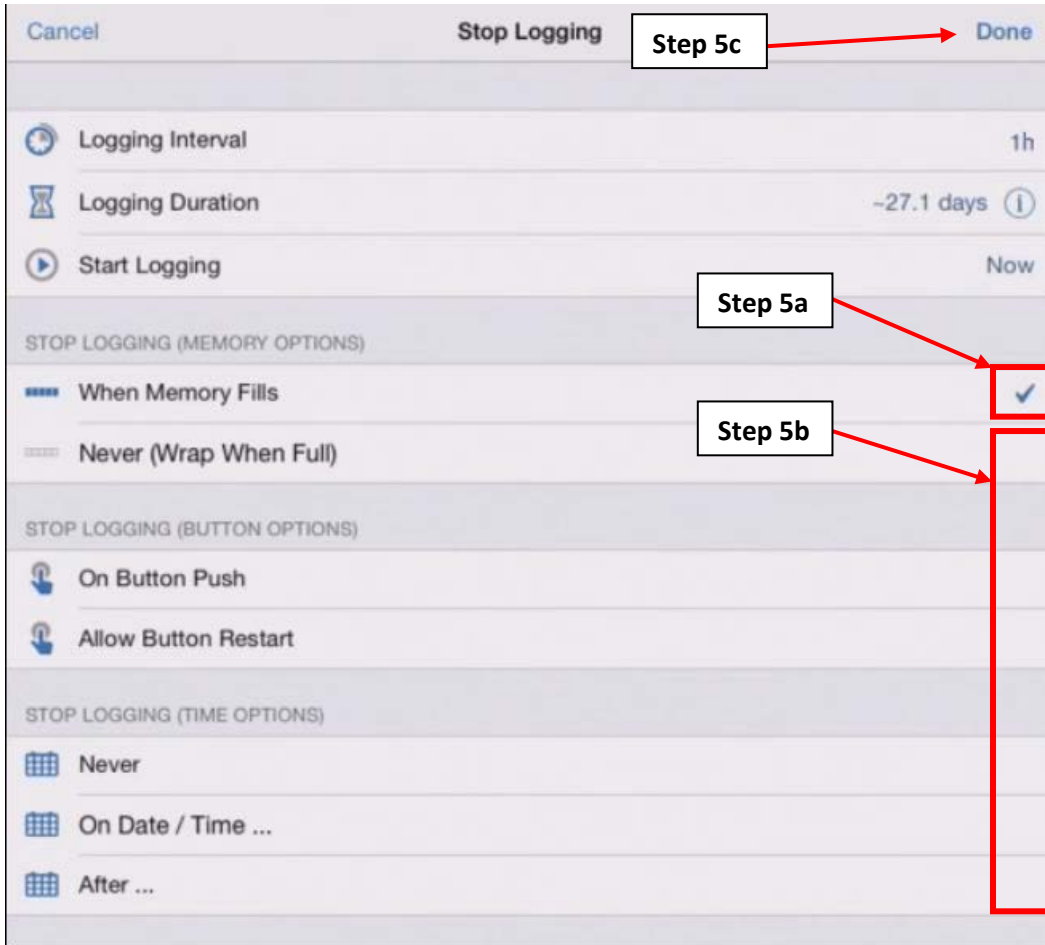 Cancel Stop Logging Step 5c Done
Logging Interval 1h
Logging Duration ~27.1 days i
Start Logging Now
Step 5a
STOP LOGGING (MEMORY OPTIONS)
When Memory Fills
Step 5b
Never (Wrap When Full)
STOP LOGGING (BUTTON OPTIONS)
On Button Push
Allow Button Restart
STOP LOGGING (TIME OPTIONS)
Never
On Date / Time ...
After ...